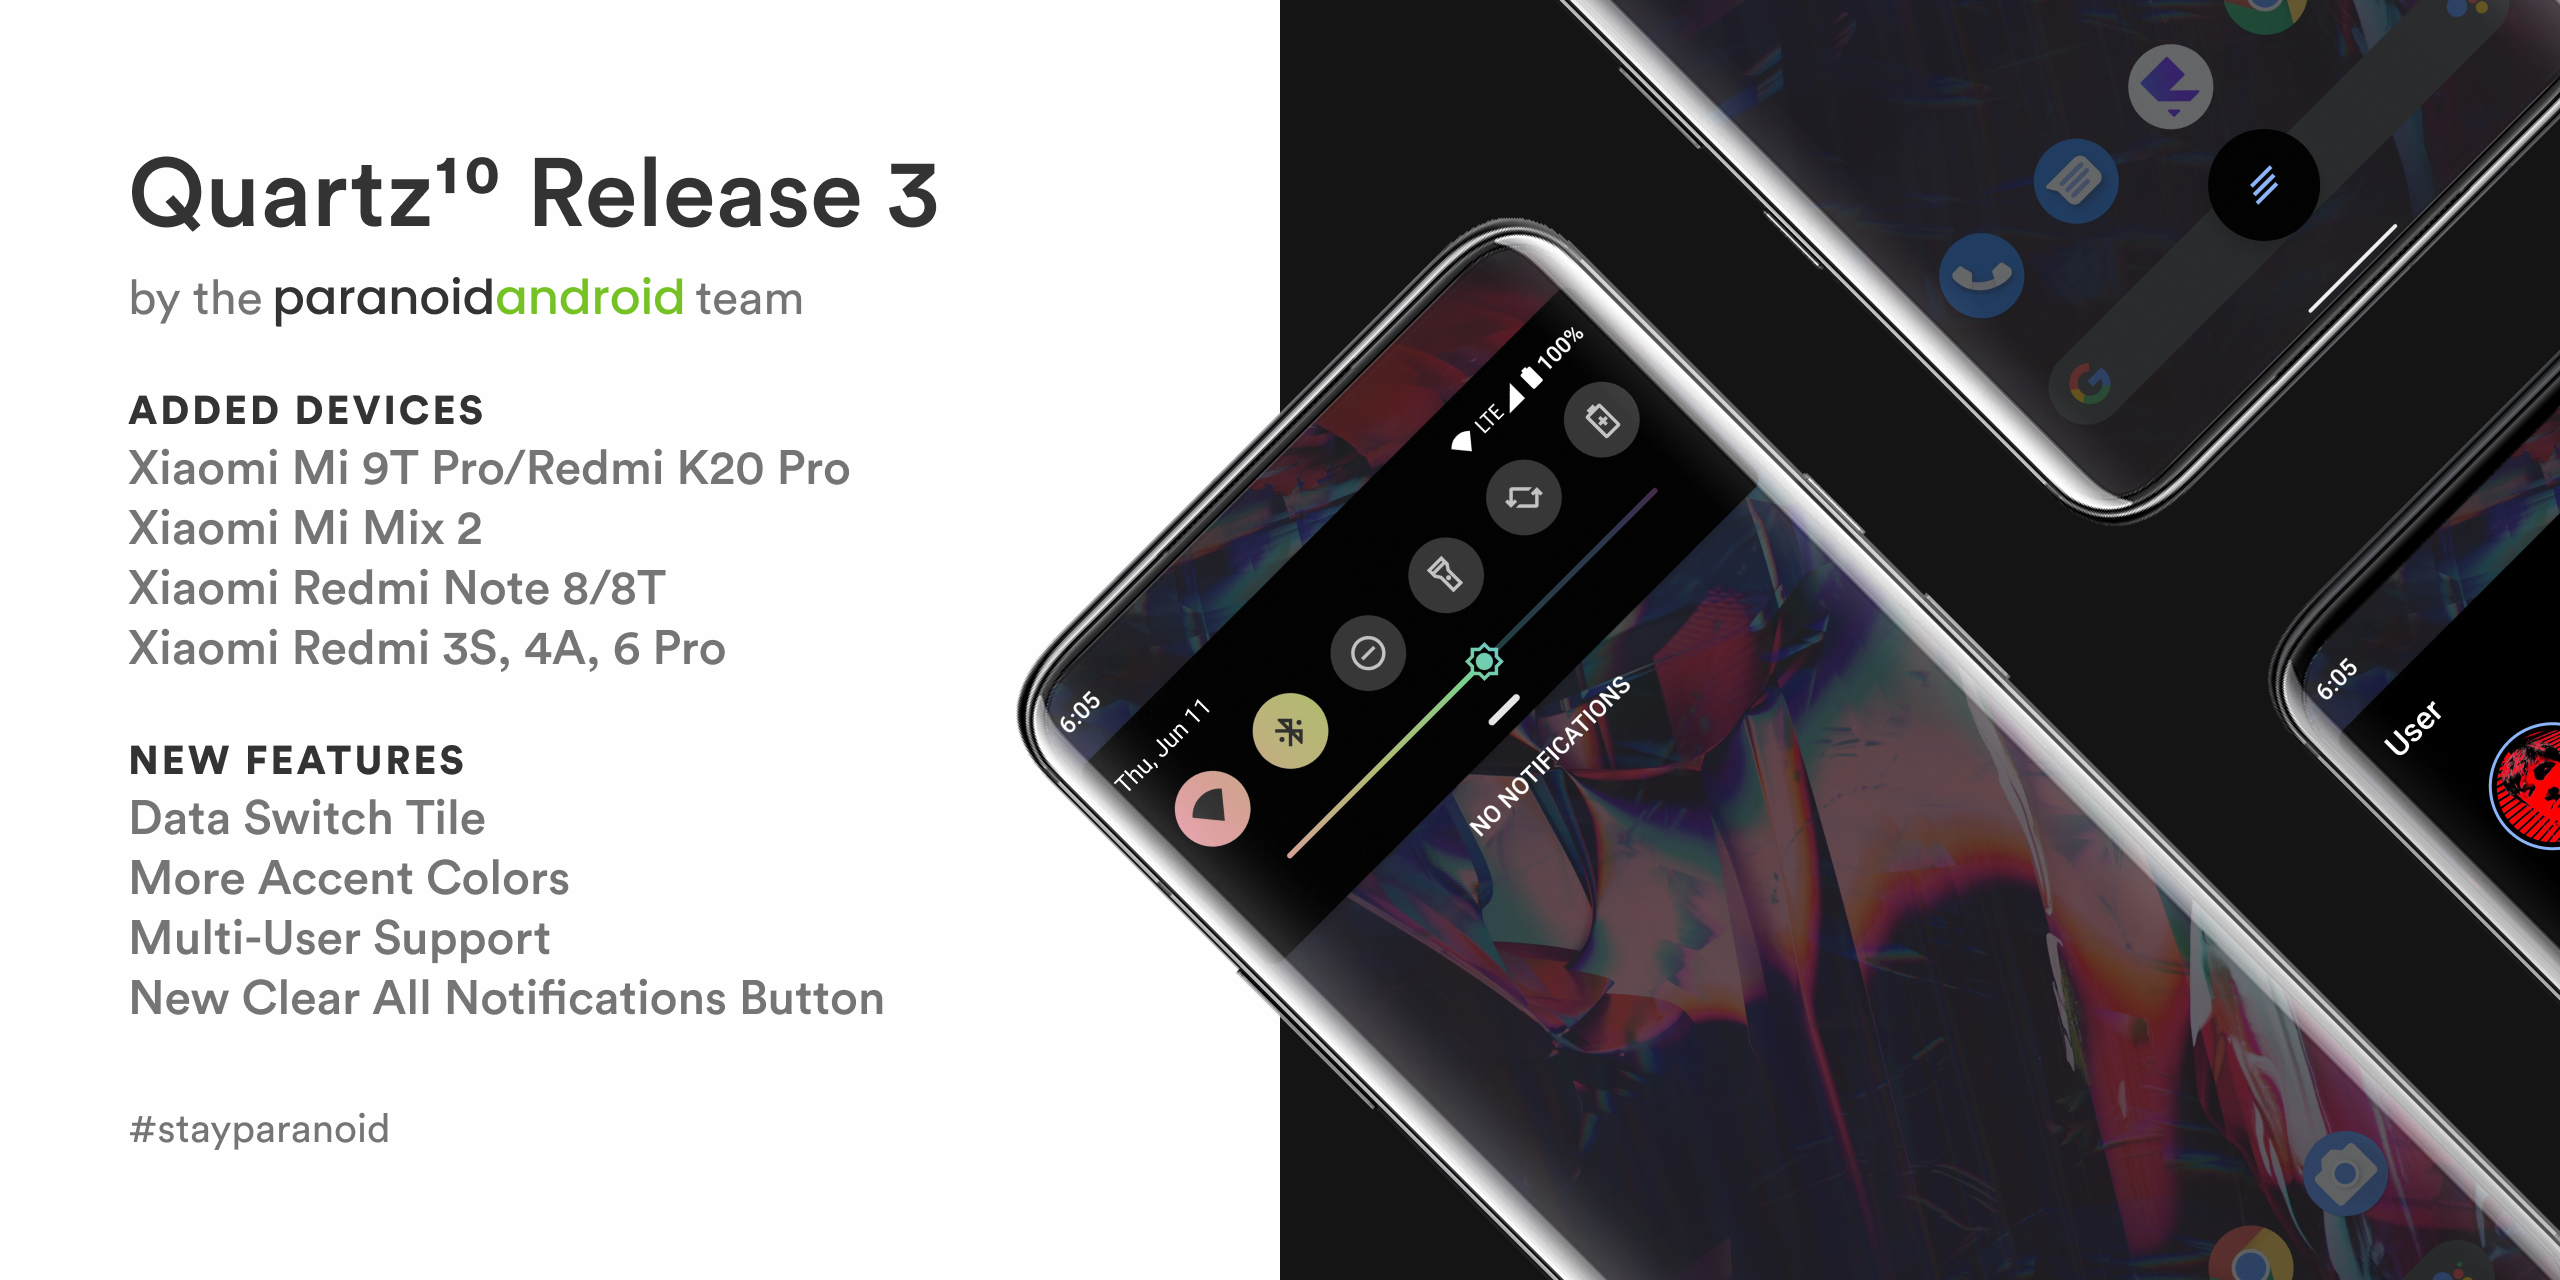 Quartz¹⁰ Release 3
by the paranoidandroid team
ADDED DEVICES
Xiaomi Mi 9T Pro/Redmi K20 Pro
Xiaomi Mi Mix 2
Xiaomi Redmi Note 8/8T
Xiaomi Redmi 3S, 4A, 6 Pro
NEW FEATURES
Data Switch Tile
More Accent Colors
Multi-User Support
New Clear All Notifications Button
#stayparanoid
6:05
LTE 100%
Thu, Jun 11
NO NOTIFICATIONS
6:05
User